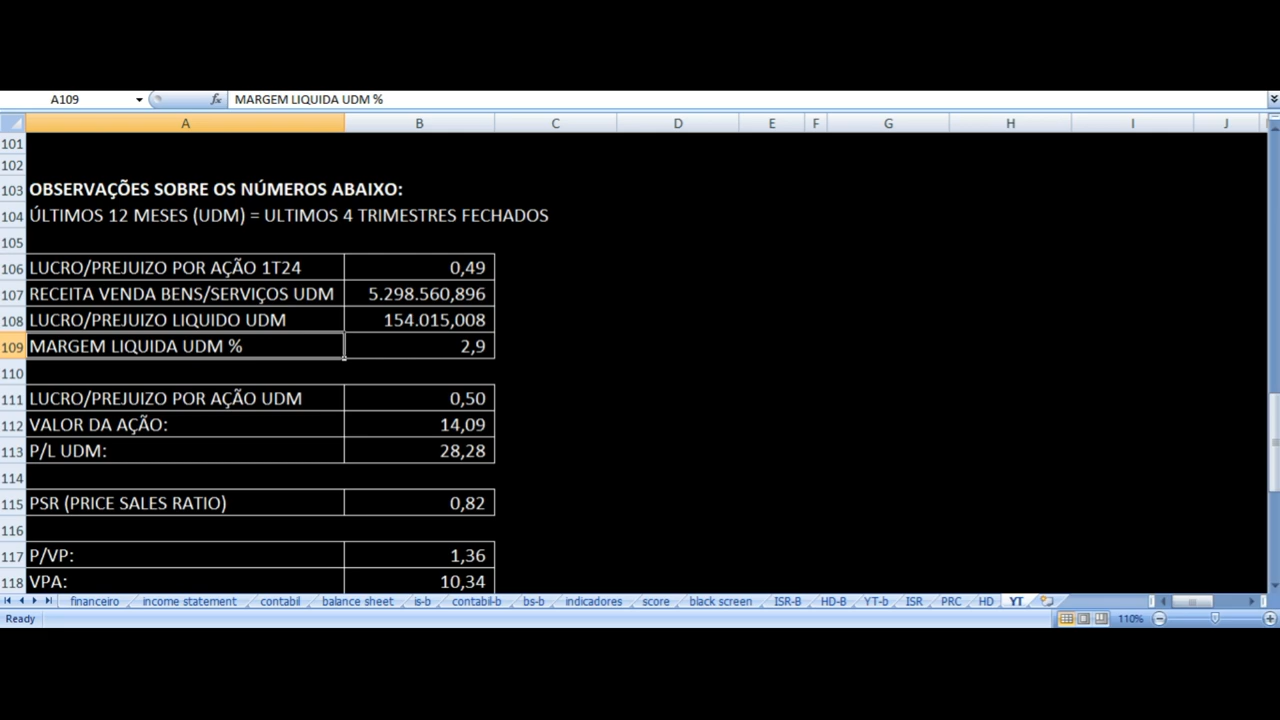 A109 fx MARGEM LIQUIDA UDM %
A B C D E F G H I J
101
102
103 OBSERVAÇÕES SOBRE OS NÚMEROS ABAIXO:
104 ÚLTIMOS 12 MESES (UDM) = ULTIMOS 4 TRIMESTRES FECHADOS
105
106 LUCRO/PREJUIZO POR AÇÃO 1T24 0,49
107 RECEITA VENDA BENS/SERVIÇOS UDM 5.298.560,896
108 LUCRO/PREJUIZO LIQUIDO UDM 154.015,008
109 MARGEM LIQUIDA UDM % 2,9
110
111 LUCRO/PREJUIZO POR AÇÃO UDM 0,50
112 VALOR DA AÇÃO: 14,09
113 P/L UDM: 28,28
114
115 PSR (PRICE SALES RATIO) 0,82
116
117 P/VP: 1,36
118 VPA: 10,34
financeiro income statement contabil balance sheet is-b contabil-b bs-b indicadores score black screen ISR-B HD-B YT-b ISR PRC HD YT
Ready 110%